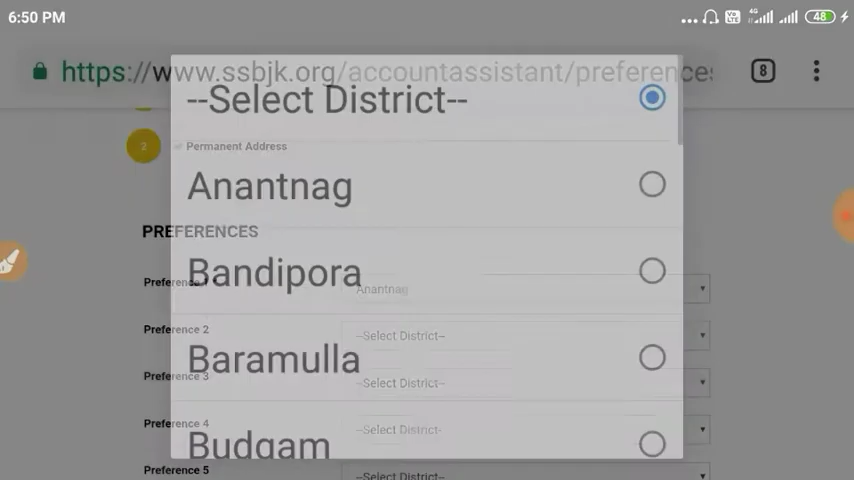 6:50 PM
4G
48
https://www.ssbjk.org/accountassistant/preferences
8
--Select District--
2
Permanent Address
Anantnag
PREFERENCES
Bandipora
Preference 1
Anantnag
Preference 2
--Select District--
Baramulla
Preference 3
--Select District--
Preference 4
--Select District-
Budgam
Preference 5
--Select District--